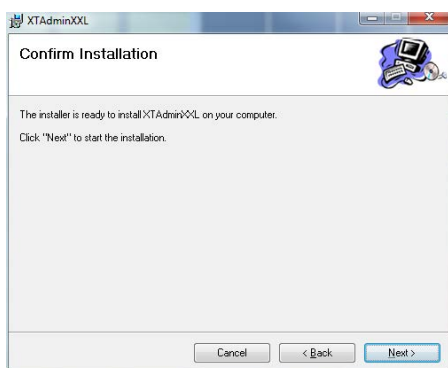 XTAdminXXL
Confirm Installation
The installer is ready to install XTAdminXXL on your computer.
Click "Next" to start the installation.
Cancel
< Back
Next >